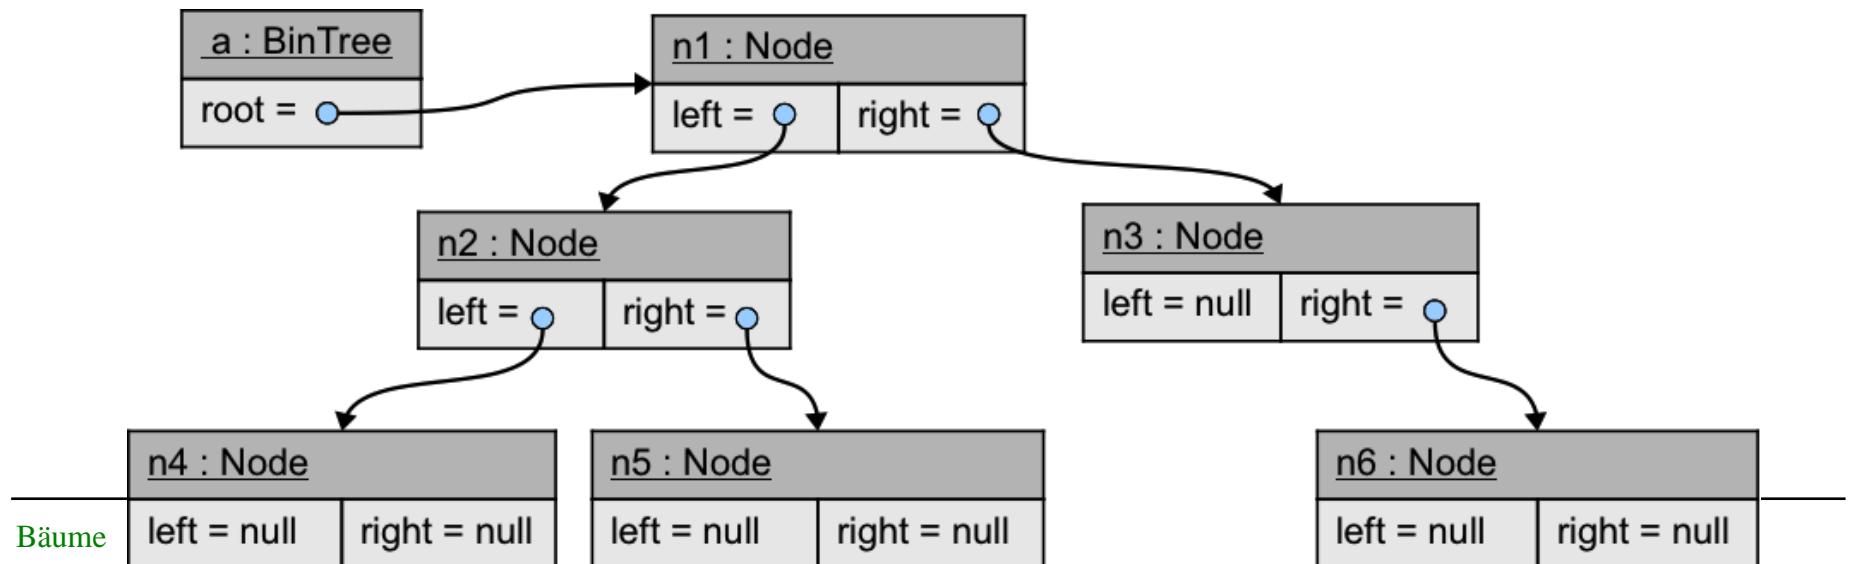 a : BinTree
root =
n1 : Node
left = right =
n2 : Node
left = right =
n3 : Node
left = null right =
n4 : Node
left = null right = null
n5 : Node
left = null right = null
n6 : Node
left = null right = null
Bäume